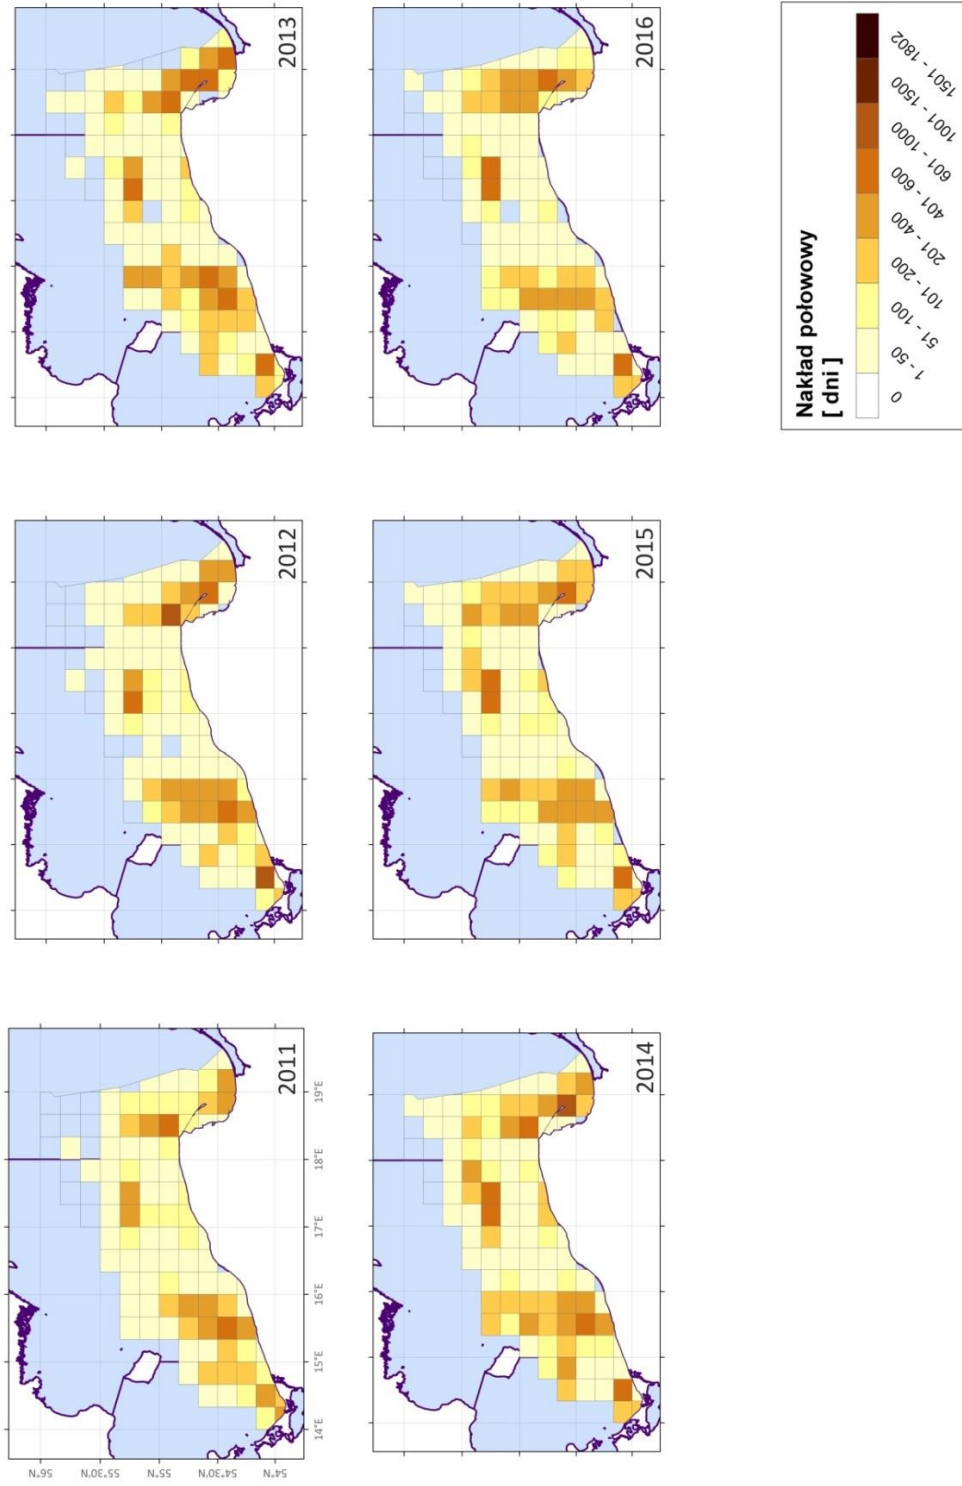 56°N
55°30'N
55°N
54°30'N
54°N
14°E
15°E
16°E
17°E
18°E
19°E
2011
2012
2013
2014
2015
2016
Nakład połowowy
[ dni ]
0
1 - 50
51 - 100
101 - 200
201 - 400
401 - 600
601 - 1000
1001 - 1500
1501 - 1802